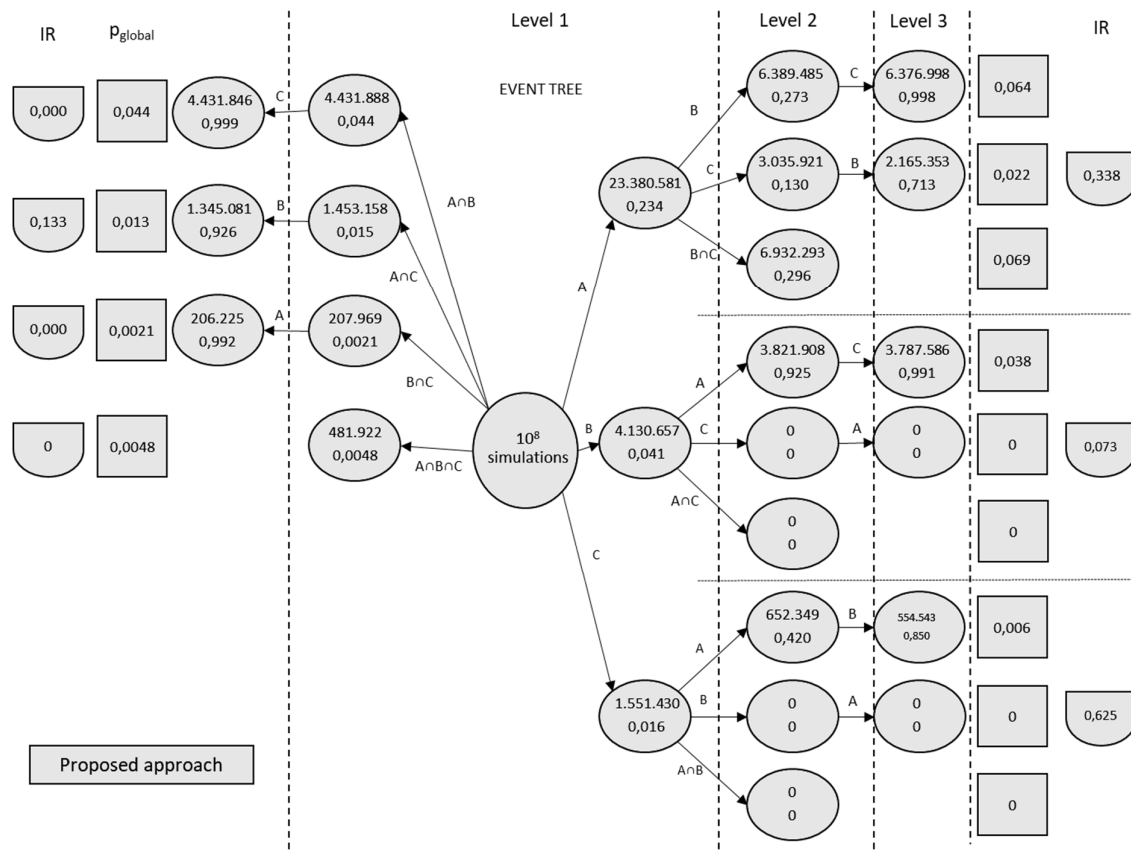 Level 1
Level 2
Level 3
IR
p_global
IR
EVENT TREE
0,000
0,044
4.431.846
0,999
C
4.431.888
0,044
A∩B
0,133
0,013
1.345.081
0,926
B
1.453.158
0,015
A∩C
0,000
0,0021
206.225
0,992
A
207.969
0,0021
B∩C
0
0,0048
481.922
0,0048
A∩B∩C
10⁸
simulations
A
23.380.581
0,234
B
6.389.485
0,273
C
6.376.998
0,998
0,064
C
3.035.921
0,130
B
2.165.353
0,713
0,022
0,338
B∩C
6.932.293
0,296
0,069
B
4.130.657
0,041
A
3.821.908
0,925
C
3.787.586
0,991
0,038
C
0
0
A
0
0
0
0,073
A∩C
0
0
0
C
1.551.430
0,016
A
652.349
0,420
B
554.543
0,850
0,006
B
0
0
A
0
0
0
0,625
A∩B
0
0
0
Proposed approach